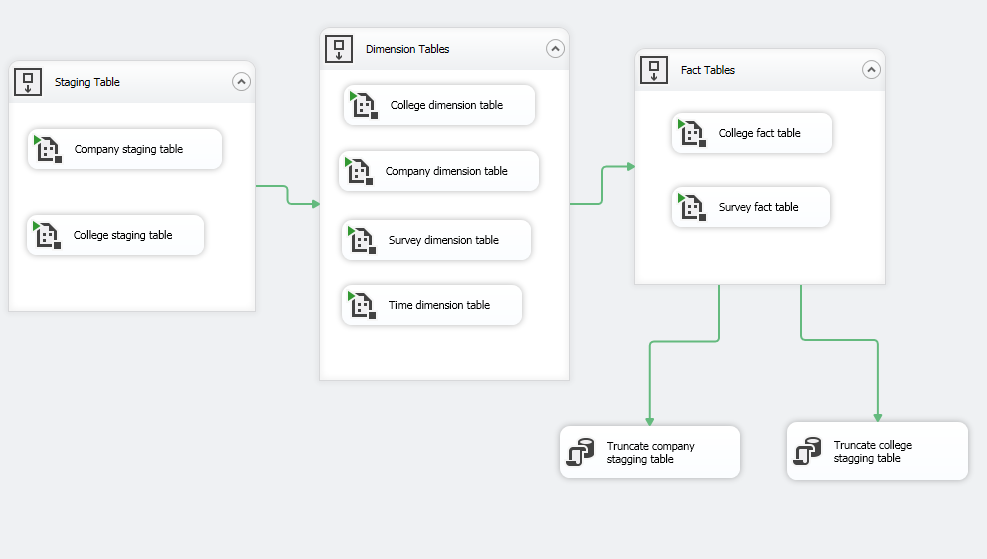 Staging Table
Company staging table
College staging table
Dimension Tables
College dimension table
Company dimension table
Survey dimension table
Time dimension table
Fact Tables
College fact table
Survey fact table
Truncate company
stagging table
Truncate college
stagging table